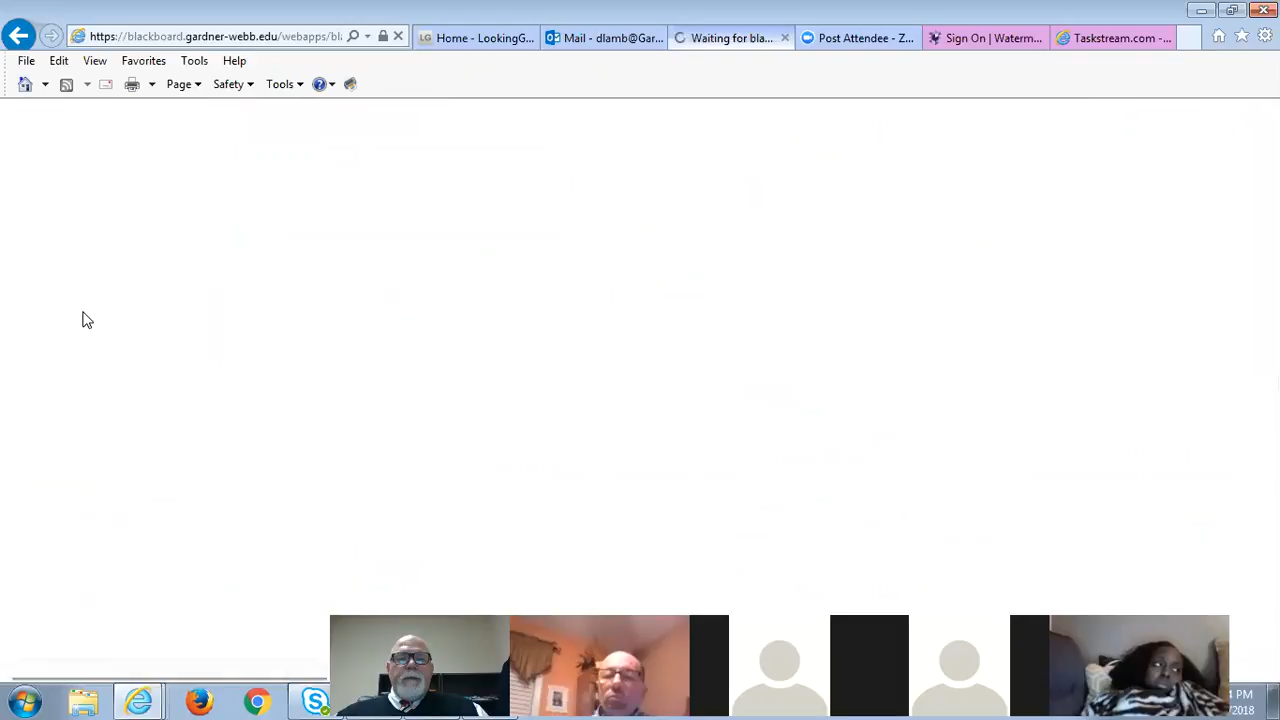 https://blackboard.gardner-webb.edu/webapps/bl
LG Home - LookingG...
Mail - dlamb@Gar...
Waiting for bla...
Post Attendee - Z...
Sign On | Waterm...
Taskstream.com -...
File Edit View Favorites Tools Help
Page Safety Tools
PM
/2018